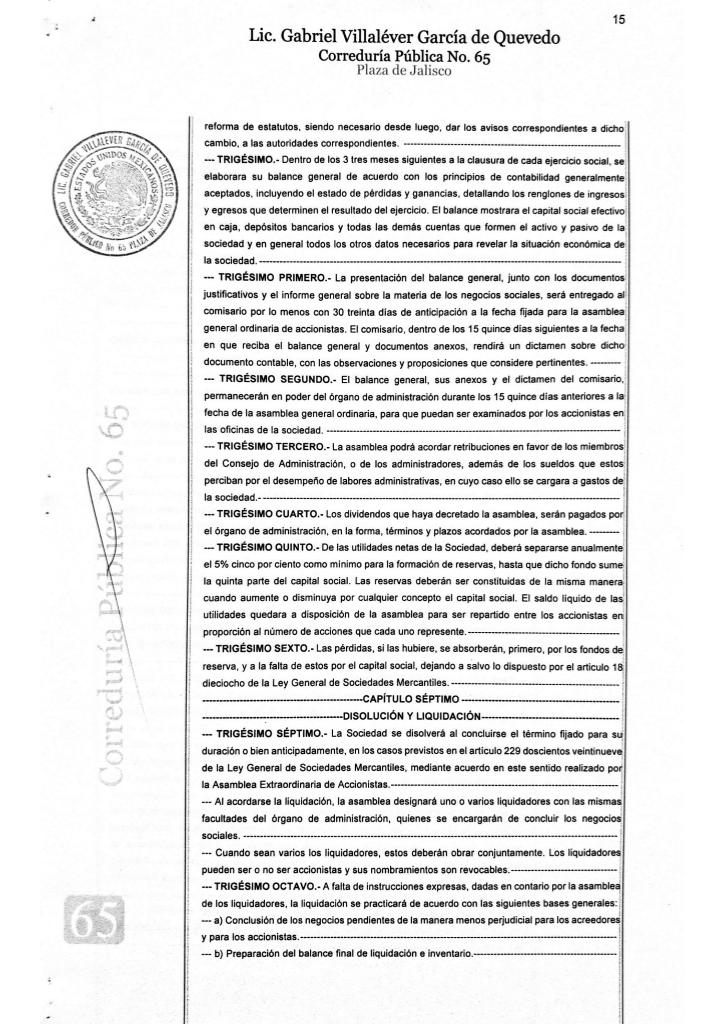 15
Lic. Gabriel Villaléver García de Quevedo
Correduría Pública No. 65
Plaza de Jalisco
LIC. GABRIEL VILLALEVER GARCIA DE QUEVEDO
ESTADOS UNIDOS MEXICANOS
CORREDOR PÚBLICO No 65 PLAZA DE
reforma de estatutos, siendo necesario desde luego, dar los avisos correspondientes a dicho
cambio, a las autoridades correspondientes. ---
--- TRIGÉSIMO.- Dentro de los 3 tres meses siguientes a la clausura de cada ejercicio social, se
elaborara su balance general de acuerdo con los principios de contabilidad generalmente
aceptados, incluyendo el estado de pérdidas y ganancias, detallando los renglones de ingresos
y egresos que determinen el resultado del ejercicio. El balance mostrara el capital social efectivo
en caja, depósitos bancarios y todas las demás cuentas que formen el activo y pasivo de la
sociedad y en general todos los otros datos necesarios para revelar la situación económica de
la sociedad. ---
--- TRIGÉSIMO PRIMERO.- La presentación del balance general, junto con los documentos
justificativos y el informe general sobre la materia de los negocios sociales, será entregado al
comisario por lo menos con 30 treinta días de anticipación a la fecha fijada para la asamblea
general ordinaria de accionistas. El comisario, dentro de los 15 quince días siguientes a la fecha
en que reciba el balance general y documentos anexos, rendirá un dictamen sobre dicho
documento contable, con las observaciones y proposiciones que considere pertinentes. ---------
--- TRIGÉSIMO SEGUNDO.- El balance general, sus anexos y el dictamen del comisario,
permanecerán en poder del órgano de administración durante los 15 quince días anteriores a la
fecha de la asamblea general ordinaria, para que puedan ser examinados por los accionistas en
las oficinas de la sociedad. ---
--- TRIGÉSIMO TERCERO.- La asamblea podrá acordar retribuciones en favor de los miembros
del Consejo de Administración, o de los administradores, además de los sueldos que estos
perciban por el desempeño de labores administrativas, en cuyo caso ello se cargara a gastos de
la sociedad.- ---
--- TRIGÉSIMO CUARTO.- Los dividendos que haya decretado la asamblea, serán pagados por
el órgano de administración, en la forma, términos y plazos acordados por la asamblea. ---------
--- TRIGÉSIMO QUINTO.- De las utilidades netas de la Sociedad, deberá separarse anualmente
el 5% cinco por ciento como mínimo para la formación de reservas, hasta que dicho fondo sume
la quinta parte del capital social. Las reservas deberán ser constituidas de la misma manera
cuando aumente o disminuya por cualquier concepto el capital social. El saldo líquido de las
utilidades quedara a disposición de la asamblea para ser repartido entre los accionistas en
proporción al número de acciones que cada uno represente. ---
--- TRIGÉSIMO SEXTO.- Las pérdidas, si las hubiere, se absorberán, primero, por los fondos de
reserva, y a la falta de estos por el capital social, dejando a salvo lo dispuesto por el articulo 18
dieciocho de la Ley General de Sociedades Mercantiles. ---
---CAPÍTULO SÉPTIMO ---
---DISOLUCIÓN Y LIQUIDACIÓN---
--- TRIGÉSIMO SÉPTIMO.- La Sociedad se disolverá al concluirse el término fijado para su
duración o bien anticipadamente, en los casos previstos en el articulo 229 doscientos veintinueve
de la Ley General de Sociedades Mercantiles, mediante acuerdo en este sentido realizado por
la Asamblea Extraordinaria de Accionistas.---
--- Al acordarse la liquidación, la asamblea designará uno o varios liquidadores con las mismas
facultades del órgano de administración, quienes se encargarán de concluir los negocios
sociales. ---
--- Cuando sean varios los liquidadores, estos deberán obrar conjuntamente. Los liquidadores
pueden ser o no ser accionistas y sus nombramientos son revocables.---
--- TRIGÉSIMO OCTAVO.- A falta de instrucciones expresas, dadas en contario por la asamblea
de los liquidadores, la liquidación se practicará de acuerdo con las siguientes bases generales:
--- a) Conclusión de los negocios pendientes de la manera menos perjudicial para los acreedores
y para los accionistas.---
--- b) Preparación del balance final de liquidación e inventario.---
Correduría Pública No. 65
65